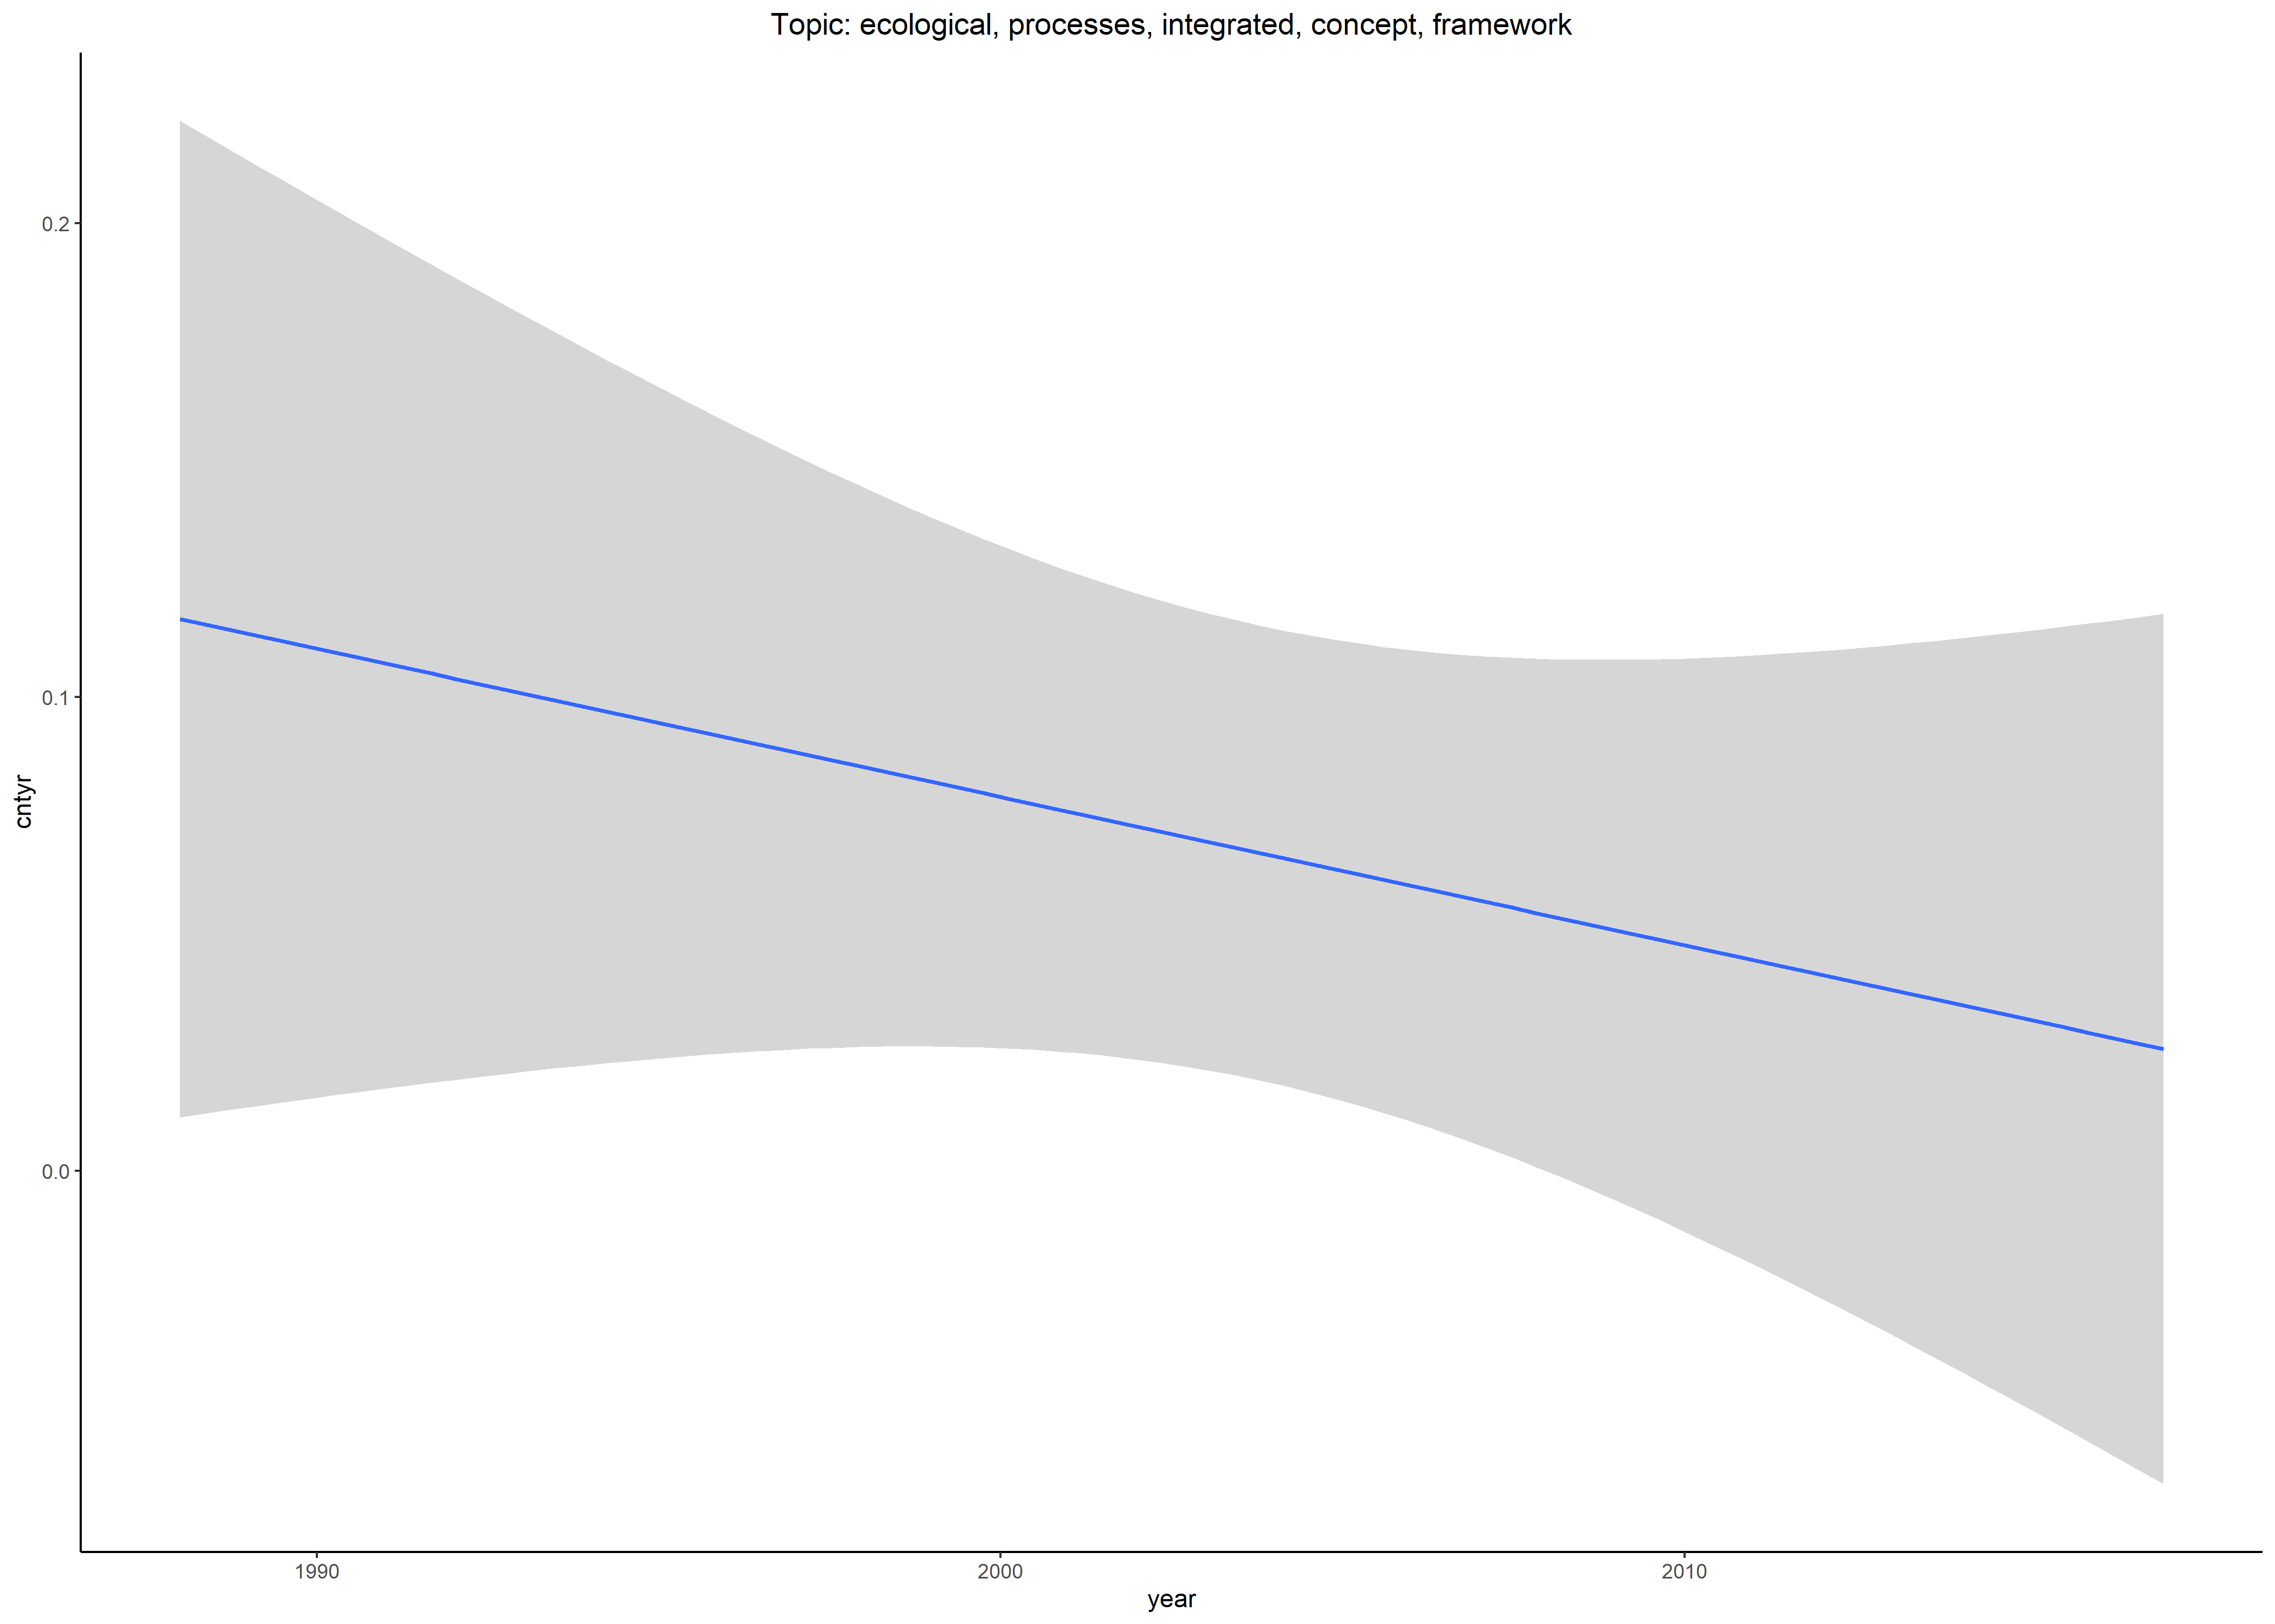 Topic: ecological, processes, integrated, concept, framework
0.2
0.1
0.0
cntyr
1990
2000
2010
year